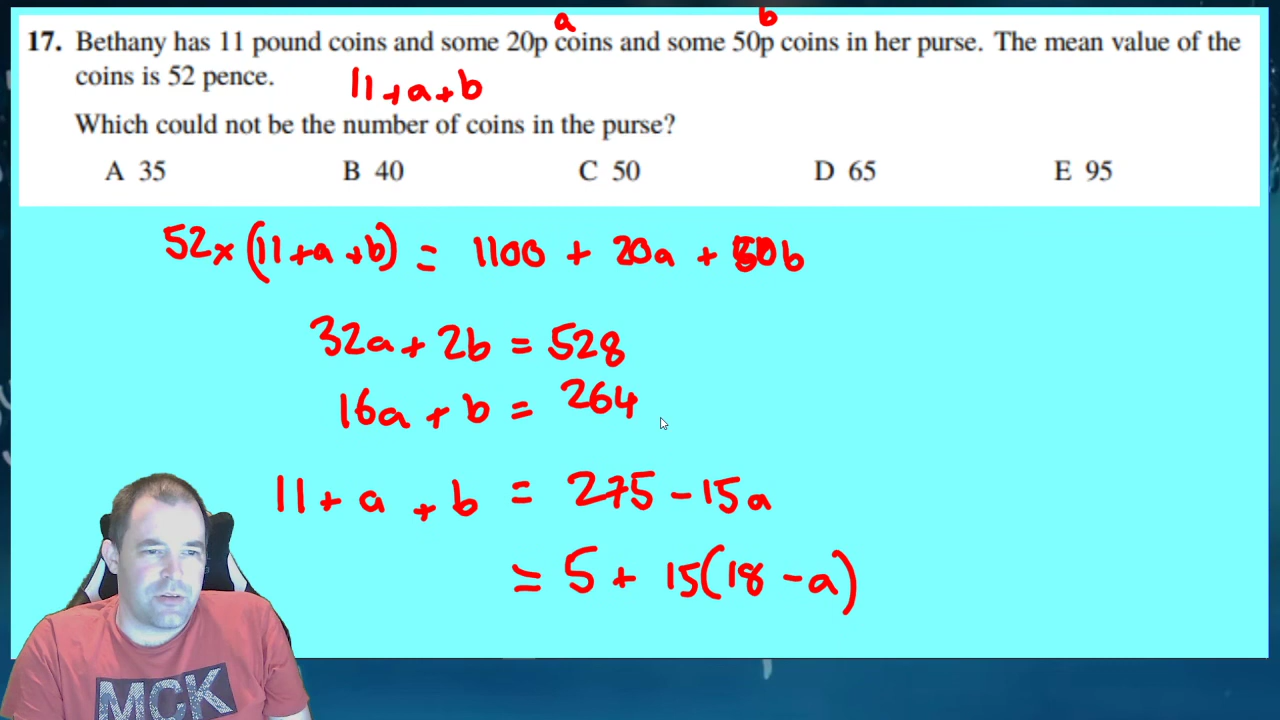 a b
17. Bethany has 11 pound coins and some 20p coins and some 50p coins in her purse. The mean value of the
coins is 52 pence.
11 + a + b
Which could not be the number of coins in the purse?
A 35 B 40 C 50 D 65 E 95
52 x (11 + a + b) = 1100 + 20a + 50b
32a + 2b = 528
16a + b = 264
11 + a + b = 275 - 15a
= 5 + 15(18 - a)
MCK